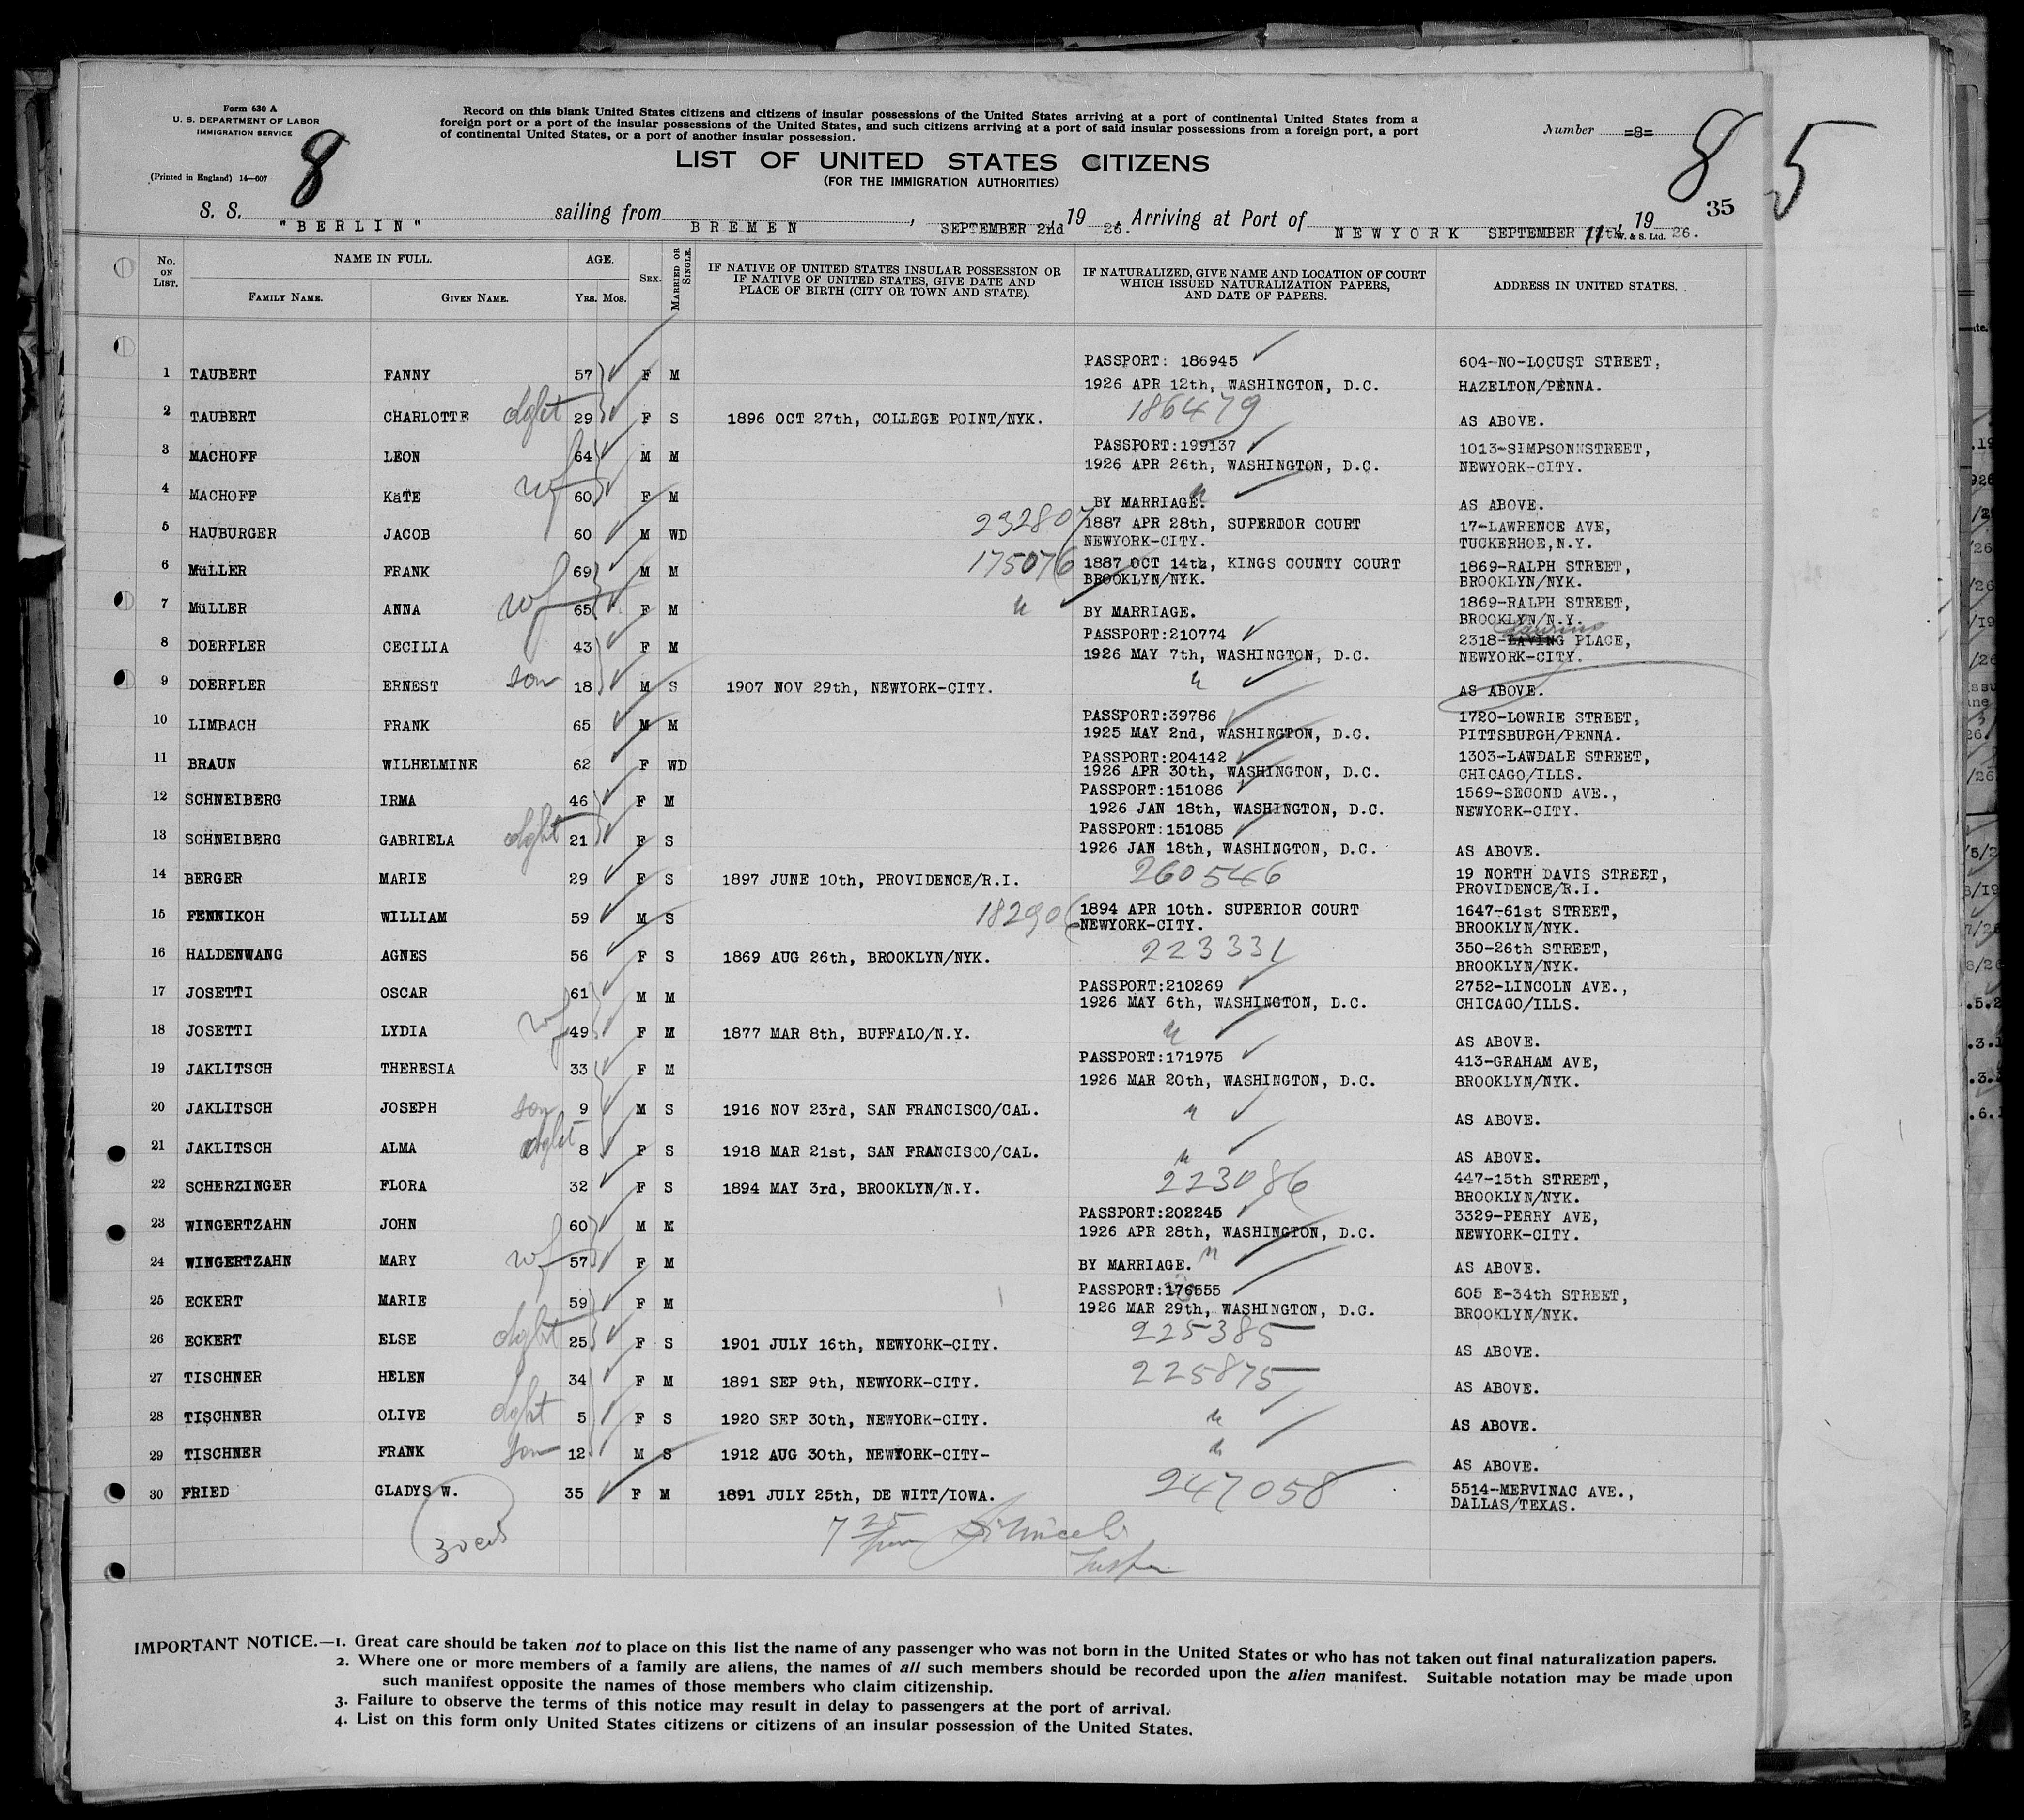 Form 630 A
U. S. DEPARTMENT OF LABOR
IMMIGRATION SERVICE
(Printed in England) 14—607
8
Record on this blank United States citizens and citizens of insular possessions of the United States arriving at a port of continental United States from a
foreign port or a port of the insular possessions of the United States, and such citizens arriving at a port of said insular possessions from a foreign port, a port
of continental United States, or a port of another insular possession.
Number =8=
8
5
LIST OF UNITED STATES CITIZENS
(FOR THE IMMIGRATION AUTHORITIES)
35
S. S. "BERLIN" sailing from BREMEN, SEPTEMBER 2nd, 1926. Arriving at Port of NEWYORK SEPTEMBER 11th, 1926.
W. & S. Ltd.
No. ON LIST. NAME IN FULL. FAMILY NAME. GIVEN NAME. AGE. YRS. MOS. SEX. MARRIED OR SINGLE. IF NATIVE OF UNITED STATES INSULAR POSSESSION OR IF NATIVE OF UNITED STATES, GIVE DATE AND PLACE OF BIRTH (CITY OR TOWN AND STATE). IF NATURALIZED, GIVE NAME AND LOCATION OF COURT WHICH ISSUED NATURALIZATION PAPERS, AND DATE OF PAPERS. ADDRESS IN UNITED STATES.
1 TAUBERT FANNY 57 F M PASSPORT: 186945 1926 APR 12th, WASHINGTON, D.C. 604-NO-LOCUST STREET, HAZELTON/PENNA.
2 TAUBERT CHARLOTTE dght 29 F S 1896 OCT 27th, COLLEGE POINT/NYK. 186479 AS ABOVE.
3 MACHOFF LEON 64 M M PASSPORT:199137 1926 APR 26th, WASHINGTON, D.C. 1013-SIMPSONNSTREET, NEWYORK-CITY.
4 MACHOFF KäTE wf 60 F M BY MARRIAGE. AS ABOVE.
5 HAUBURGER JACOB 60 M WD 232807 1887 APR 28th, SUPERIOR COURT NEWYORK-CITY. 17-LAWRENCE AVE, TUCKERHOE,N.Y.
6 MüLLER FRANK 69 M M 175076 1887 OCT 14th, KINGS COUNTY COURT BROOKLYN/NYK. 1869-RALPH STREET, BROOKLYN/NYK.
7 MüLLER ANNA wf 65 F M BY MARRIAGE. 1869-RALPH STREET, BROOKLYN/N.Y.
8 DOERFLER CECILIA 43 F M PASSPORT:210774 1926 MAY 7th, WASHINGTON, D.C. 2318-LAVING PLACE, NEWYORK-CITY.
9 DOERFLER ERNEST son 18 M S 1907 NOV 29th, NEWYORK-CITY. AS ABOVE.
10 LIMBACH FRANK 65 M M PASSPORT:39786 1925 MAY 2nd, WASHINGTON, D.C. 1720-LOWRIE STREET, PITTSBURGH/PENNA.
11 BRAUN WILHELMINE 62 F WD PASSPORT:204142 1926 APR 30th, WASHINGTON, D.C. 1303-LAWDALE STREET, CHICAGO/ILLS.
12 SCHNEIBERG IRMA 46 F M PASSPORT:151086 1926 JAN 18th, WASHINGTON, D.C. 1569-SECOND AVE., NEWYORK-CITY.
13 SCHNEIBERG GABRIELA dght 21 F S PASSPORT:151085 1926 JAN 18th, WASHINGTON, D.C. AS ABOVE.
14 BERGER MARIE 29 F S 1897 JUNE 10th, PROVIDENCE/R.I. 260546 19 NORTH DAVIS STREET, PROVIDENCE/R.I.
15 FENNIKOH WILLIAM 59 M S 18290 1894 APR 10th. SUPERIOR COURT NEWYORK-CITY. 1647-61st STREET, BROOKLYN/NYK.
16 HALDENWANG AGNES 56 F S 1869 AUG 26th, BROOKLYN/NYK. 223331 350-26th STREET, BROOKLYN/NYK.
17 JOSETTI OSCAR 61 M M PASSPORT:210269 1926 MAY 6th, WASHINGTON, D.C. 2752-LINCOLN AVE., CHICAGO/ILLS.
18 JOSETTI LYDIA wf 49 F M 1877 MAR 8th, BUFFALO/N.Y. AS ABOVE.
19 JAKLITSCH THERESIA 33 F M PASSPORT:171975 1926 MAR 20th, WASHINGTON, D.C. 413-GRAHAM AVE, BROOKLYN/NYK.
20 JAKLITSCH JOSEPH son 9 M S 1916 NOV 23rd, SAN FRANCISCO/CAL. AS ABOVE.
21 JAKLITSCH ALMA dght 8 F S 1918 MAR 21st, SAN FRANCISCO/CAL. AS ABOVE.
22 SCHERZINGER FLORA 32 F S 1894 MAY 3rd, BROOKLYN/N.Y. 223086 447-15th STREET, BROOKLYN/NYK.
23 WINGERTZAHN JOHN 60 M M PASSPORT:202245 1926 APR 28th, WASHINGTON, D.C. 3329-PERRY AVE, NEWYORK-CITY.
24 WINGERTZAHN MARY wf 57 F M BY MARRIAGE. AS ABOVE.
25 ECKERT MARIE 59 F M PASSPORT:176555 1926 MAR 29th, WASHINGTON, D.C. 605 E-34th STREET, BROOKLYN/NYK.
26 ECKERT ELSE dght 25 F S 1901 JULY 16th, NEWYORK-CITY. 225385 AS ABOVE.
27 TISCHNER HELEN 34 F M 1891 SEP 9th, NEWYORK-CITY. 225875 AS ABOVE.
28 TISCHNER OLIVE dght 5 F S 1920 SEP 30th, NEWYORK-CITY. AS ABOVE.
29 TISCHNER FRANK son 12 M S 1912 AUG 30th, NEWYORK-CITY- AS ABOVE.
30 FRIED GLADYS W. 35 F M 1891 JULY 25th, DE WITT/IOWA. 247058 5514-MERVINAC AVE., DALLAS/TEXAS.
IMPORTANT NOTICE.—1. Great care should be taken not to place on this list the name of any passenger who was not born in the United States or who has not taken out final naturalization papers.
2. Where one or more members of a family are aliens, the names of all such members should be recorded upon the alien manifest. Suitable notation may be made upon
such manifest opposite the names of those members who claim citizenship.
3. Failure to observe the terms of this notice may result in delay to passengers at the port of arrival.
4. List on this form only United States citizens or citizens of an insular possession of the United States.